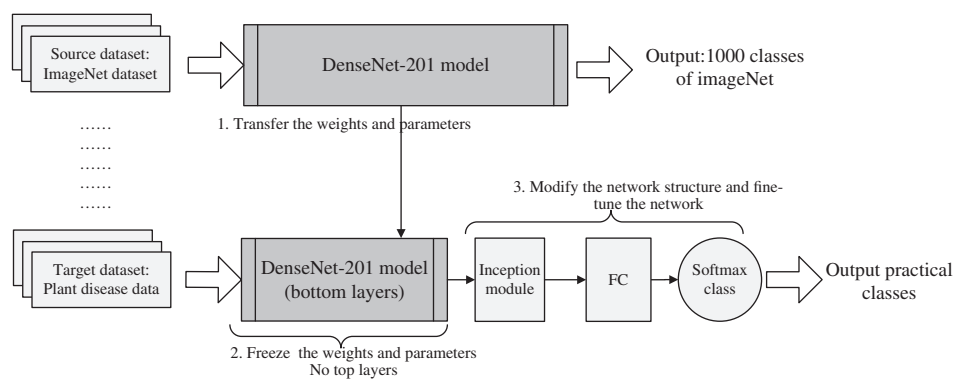 Source dataset:
ImageNet dataset
DenseNet-201 model
Output:1000 classes
of imageNet
1. Transfer the weights and parameters
......
......
......
......
......
3. Modify the network structure and fine-
tune the network
Target dataset:
Plant disease data
DenseNet-201 model
(bottom layers)
Inception
module
FC
Softmax
class
Output practical
classes
2. Freeze the weights and parameters
No top layers